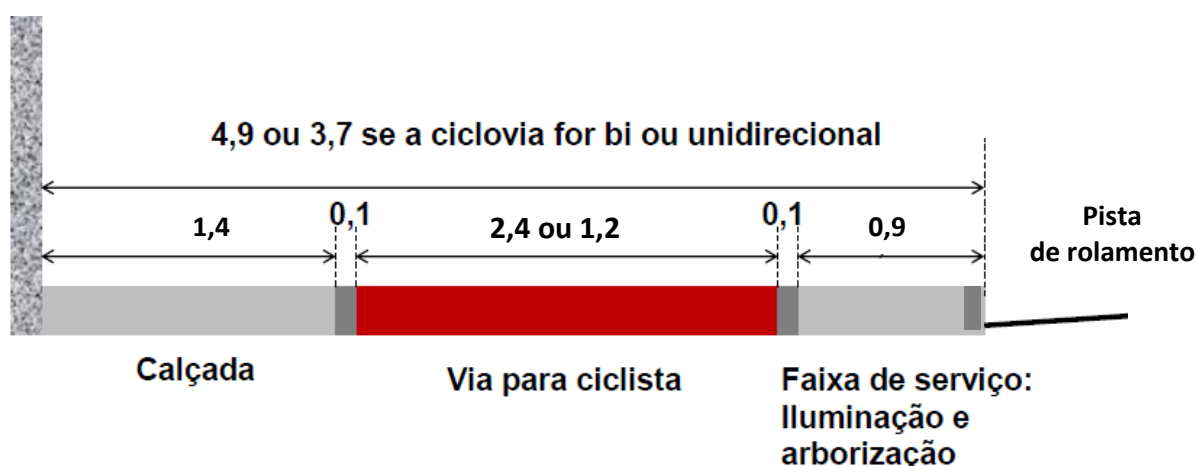 4,9 ou 3,7 se a ciclovia for bi ou unidirecional
1,4
0,1
2,4 ou 1,2
0,1
0,9
Pista
de rolamento
Calçada
Via para ciclista
Faixa de serviço:
Iluminação e
arborização